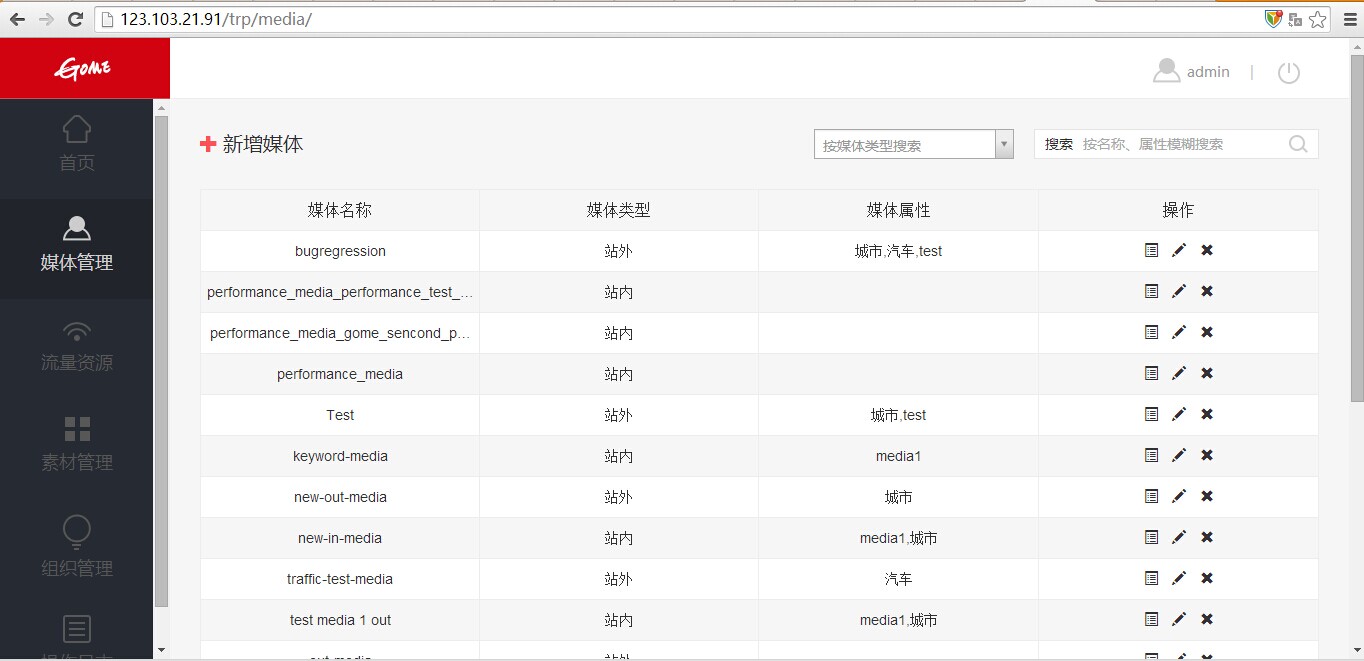 123.103.21.91/trp/media/
GOME
admin |
首页
媒体管理
流量资源
素材管理
组织管理
新增媒体
按媒体类型搜索
搜索 按名称、属性模糊搜索
媒体名称 媒体类型 媒体属性 操作
bugregression 站外 城市,汽车,test
performance_media_performance_test_... 站内
performance_media_gome_sencond_p... 站内
performance_media 站内
Test 站外 城市,test
keyword-media 站内 media1
new-out-media 站外 城市
new-in-media 站内 media1,城市
traffic-test-media 站外 汽车
test media 1 out 站内 media1,城市